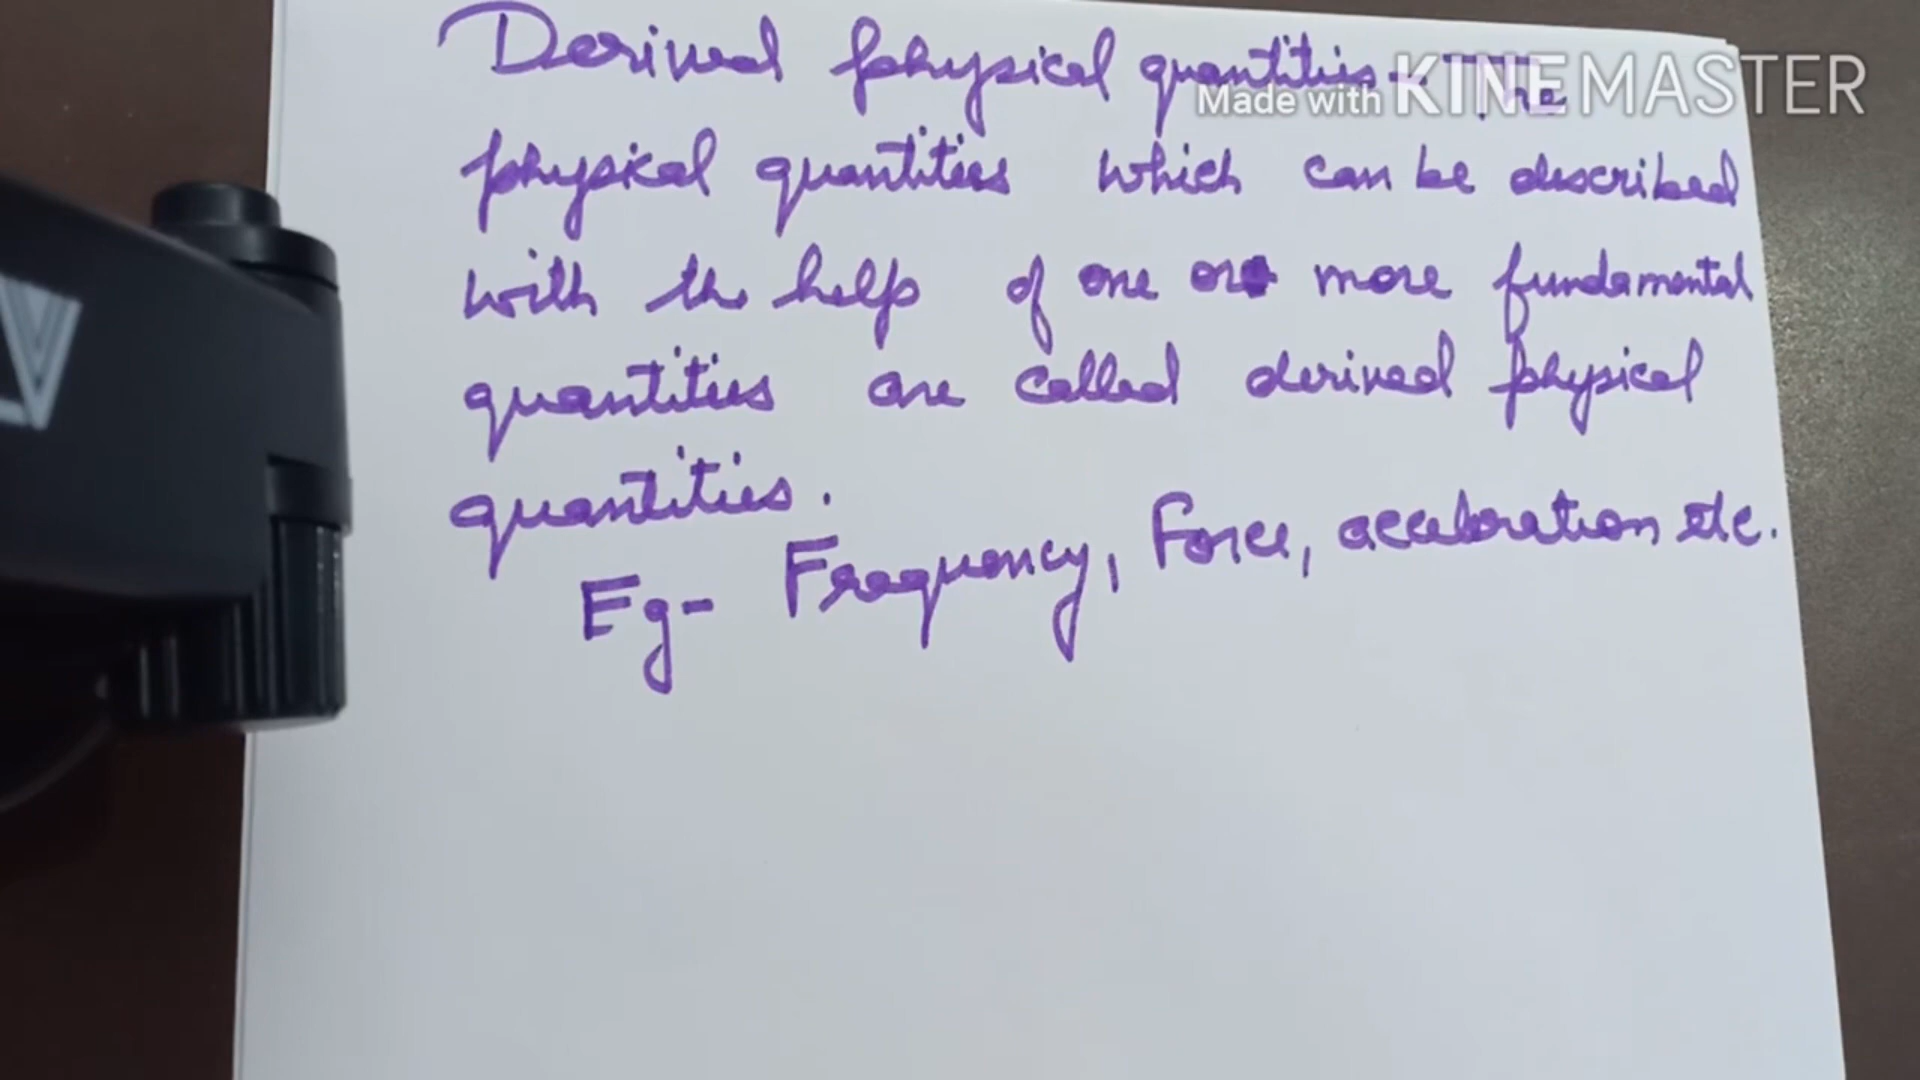 Derived physical quantities - The
Made with KINEMASTER
physical quantities which can be described
with the help of one or more fundamental
quantities are called derived physical
quantities.
Eg- Frequency, Force, acceleration etc.